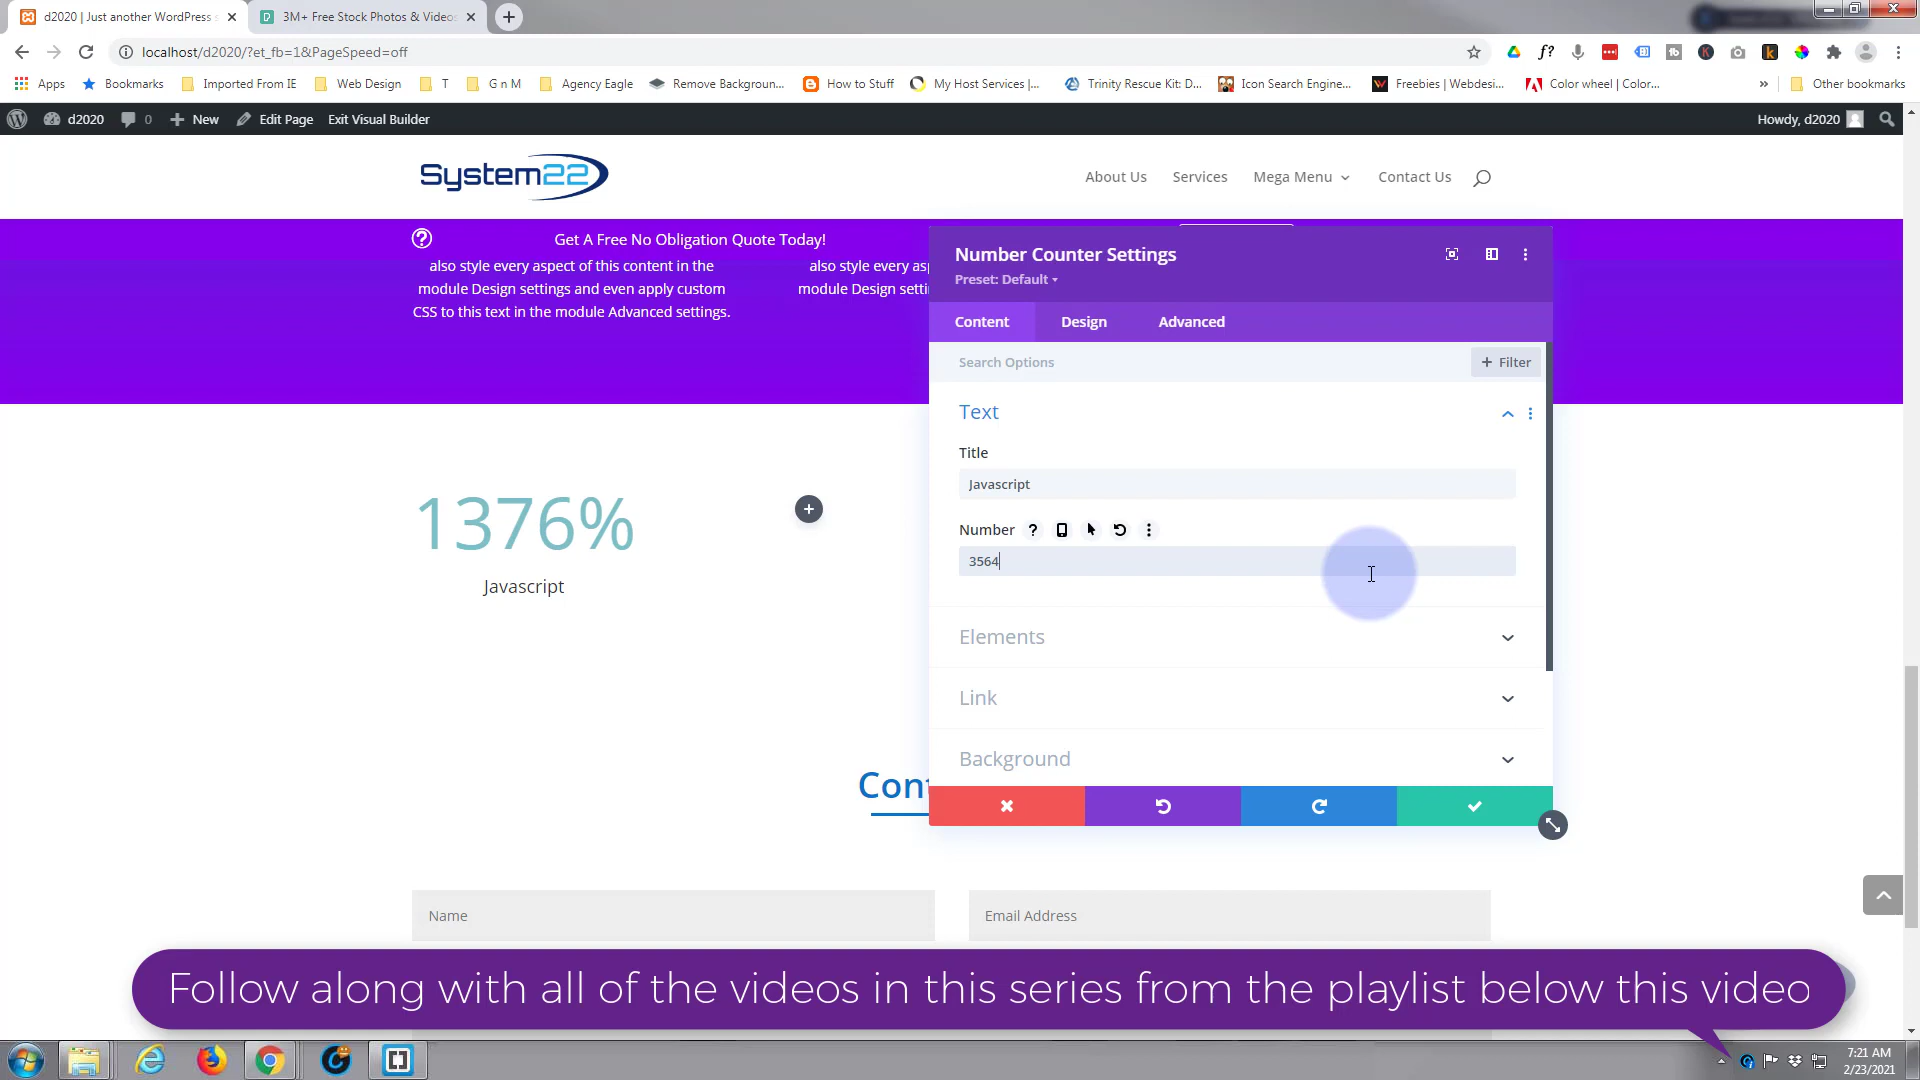 d2020 | Just another WordPress s
3M+ Free Stock Photos & Videos
localhost/d2020/?et_fb=1&PageSpeed=off
Apps
Bookmarks
Imported From IE
Web Design
T
G n M
Agency Eagle
Remove Backgroun...
How to Stuff
My Host Services |...
Trinity Rescue Kit: D...
Icon Search Engine...
Freebies | Webdesi...
Color wheel | Color...
Other bookmarks
d2020
0
New
Edit Page
Exit Visual Builder
Howdy, d2020
System22
About Us
Services
Mega Menu
Contact Us
Get A Free No Obligation Quote Today!
also style every aspect of this content in the
module Design settings and even apply custom
CSS to this text in the module Advanced settings.
also style every asp
module Design setti
Number Counter Settings
Preset: Default
Content
Design
Advanced
Search Options
+ Filter
Text
Title
Javascript
Number
3564
Elements
Link
Background
1376%
Javascript
Cont
Name
Email Address
Follow along with all of the videos in this series from the playlist below this video
7:21 AM
2/23/2021